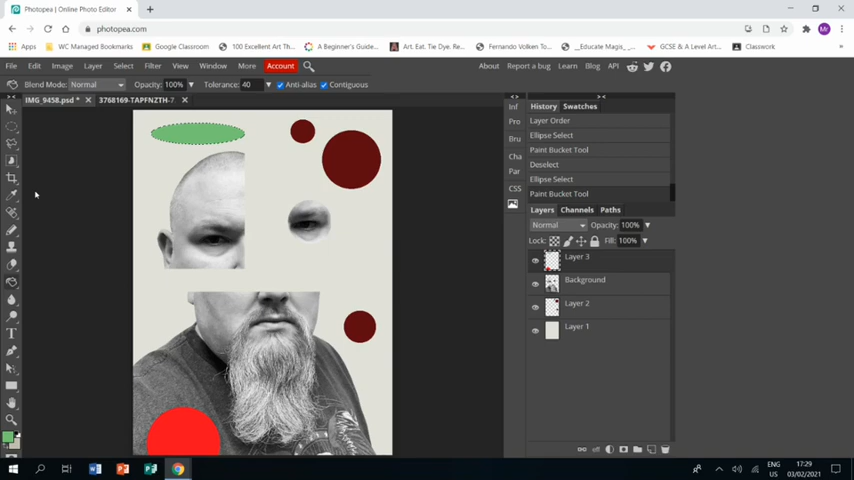 Photopea | Online Photo Editor
photopea.com
Mr
Apps WC Managed Bookmarks Google Classroom 100 Excellent Art Th... A Beginner's Guide... Art. Eat. Tie Dye. Re... Fernando Volken To... __Educate Magis_-... GCSE & A Level Art... Classwork
File Edit Image Layer Select Filter View Window More Account About Report a bug Learn Blog API
Blend Mode: Normal Opacity: 100% Tolerance: 40 Anti-alias Contiguous
IMG_9458.psd * 3768169-TAPFNZTH-7
Inf
Pro
Bru
Cha
Par
CSS
History Swatches
Layer Order
Ellipse Select
Paint Bucket Tool
Deselect
Ellipse Select
Paint Bucket Tool
Layers Channels Paths
Normal Opacity: 100%
Lock: Fill: 100%
Layer 3
Background
Layer 2
Layer 1
eff
ENG
US
17:29
03/02/2021